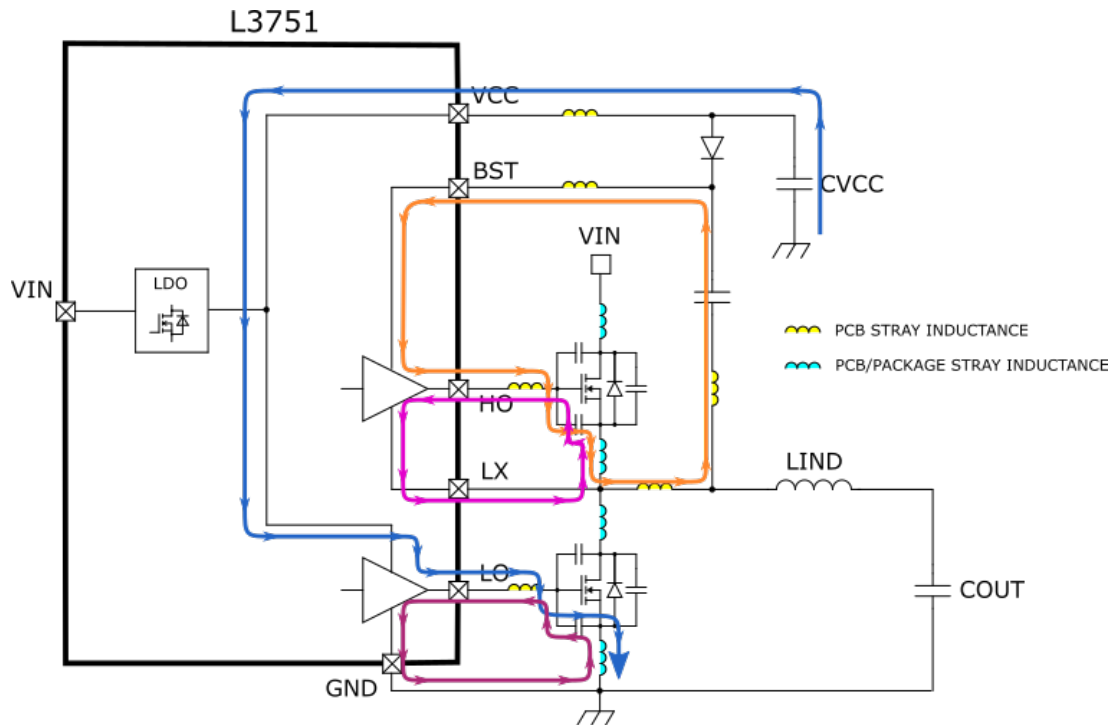 L3751
VCC
BST
CVCC
VIN
VIN
LDO
PCB STRAY INDUCTANCE
PCB/PACKAGE STRAY INDUCTANCE
HO
LX
LIND
LO
COUT
GND